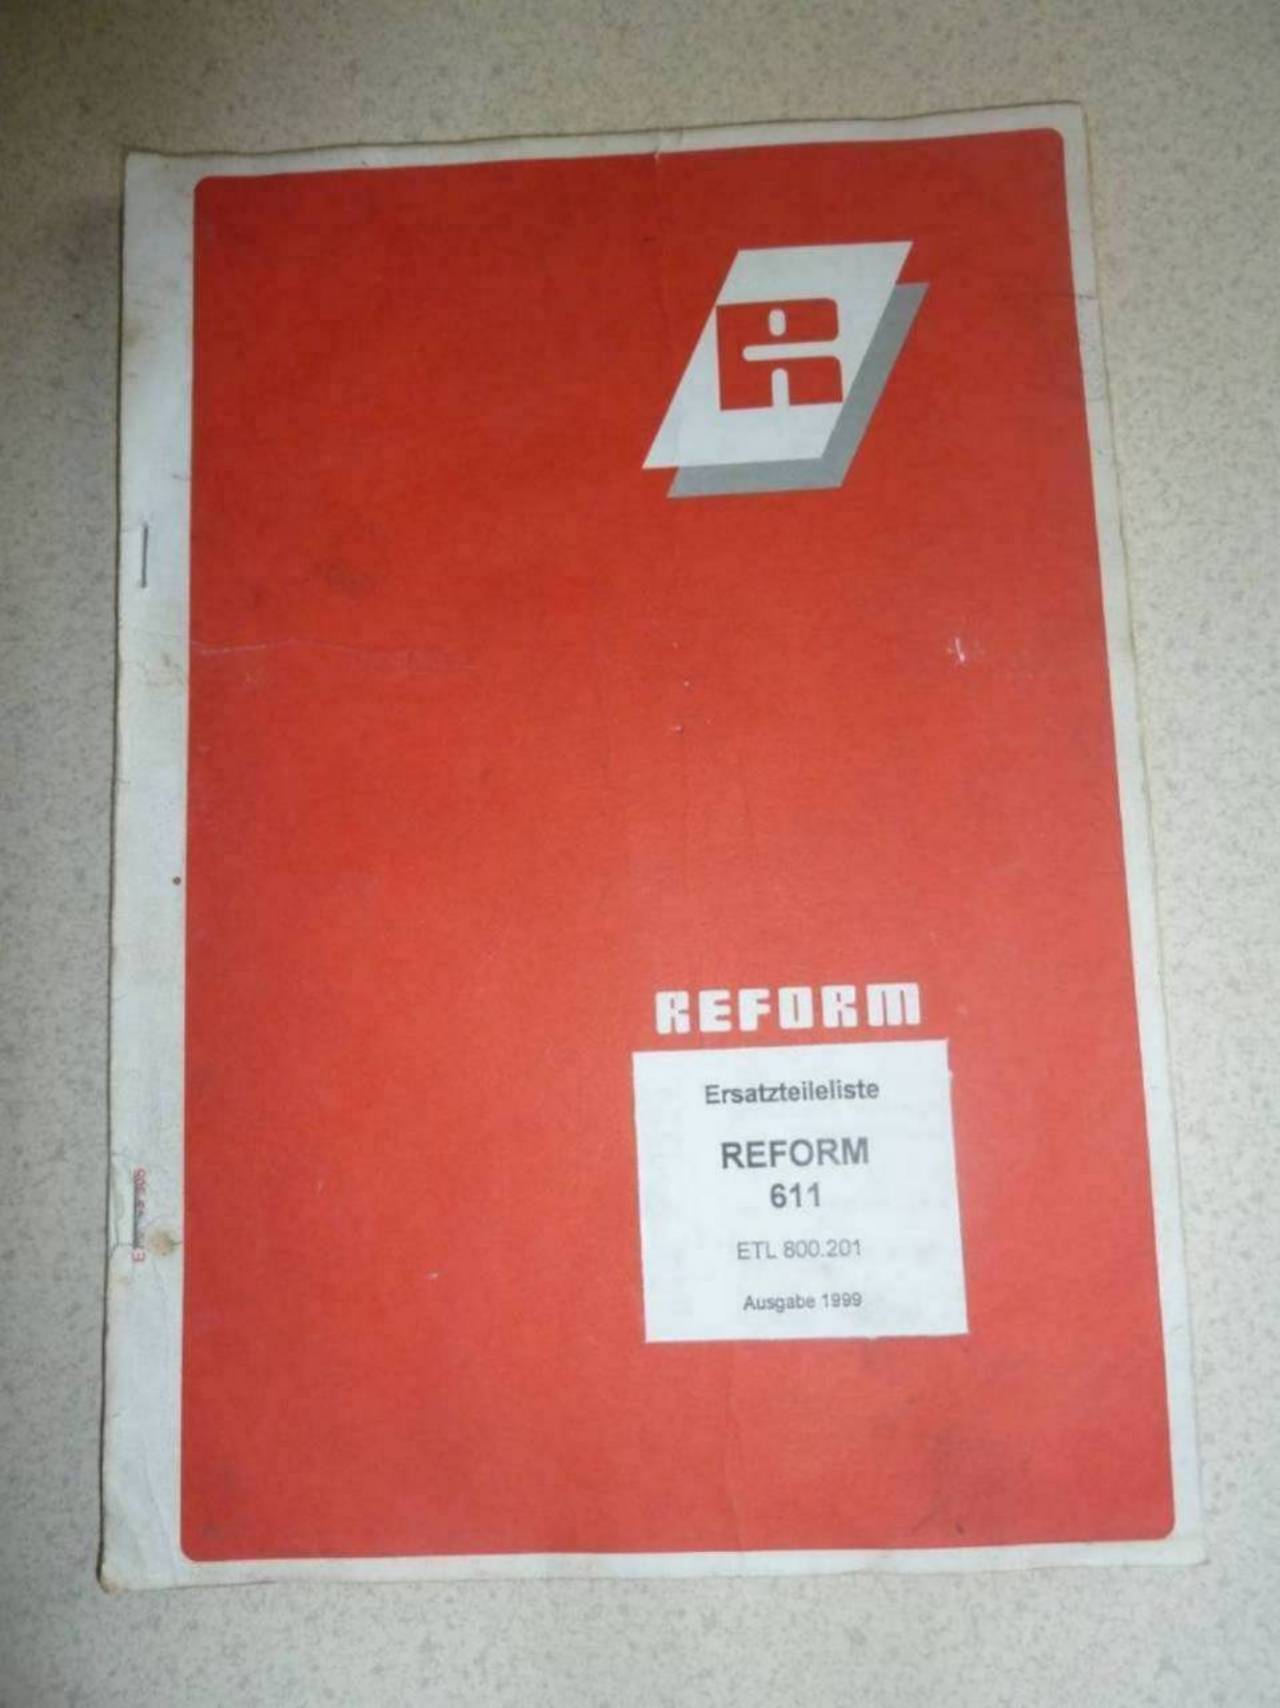 R
REFORM
Ersatzteileliste
REFORM
611
ETL 800.201
Ausgabe 1999